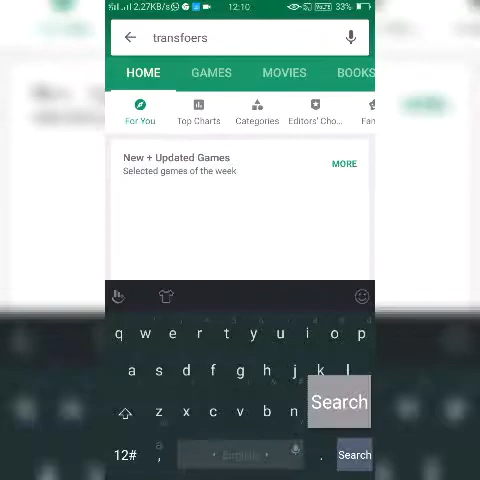 2.27KB/s 12:10 33%
transfoers
HOME GAMES MOVIES BOOKS
For You Top Charts Categories Editors' Cho...
New + Updated Games
Selected games of the week
MORE
q w e r t y u i o p
a s d f g h j k l
z x c v b n
Search
12# , English . Search